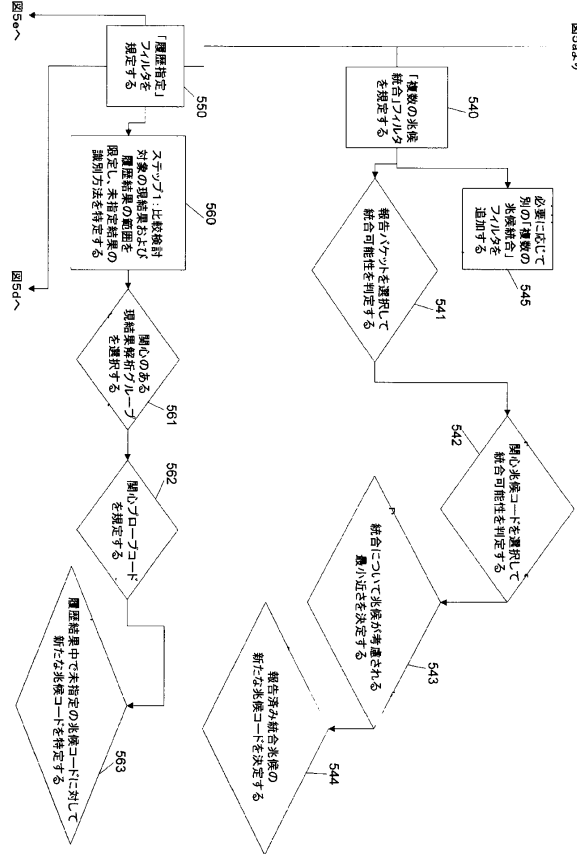 図5aより
540
「複数の兆候
統合」フィルタ
を規定する
545
必要に応じて
別の「複数の
兆候統合」
フィルタを
追加する
541
報告パケットを選択して
統合可能性を判定する
542
関心兆候コードを選択して
統合可能性を判定する
543
統合について兆候が考慮される
最小近さを決定する
544
報告済み統合兆候の
新たな兆候コードを決定する
図5eへ
550
「履歴指定」
フィルタを
規定する
560
ステップ1：比較検討
対象の現結果および
履歴結果の範囲を
限定し、未指定結果の
識別方法を特定する
図5dへ
561
関心のある
現結果解析グループ
を選択する
562
関心プローブコード
を規定する
563
履歴結果中で未指定の兆候コードに対して
新たな兆候コードを特定する